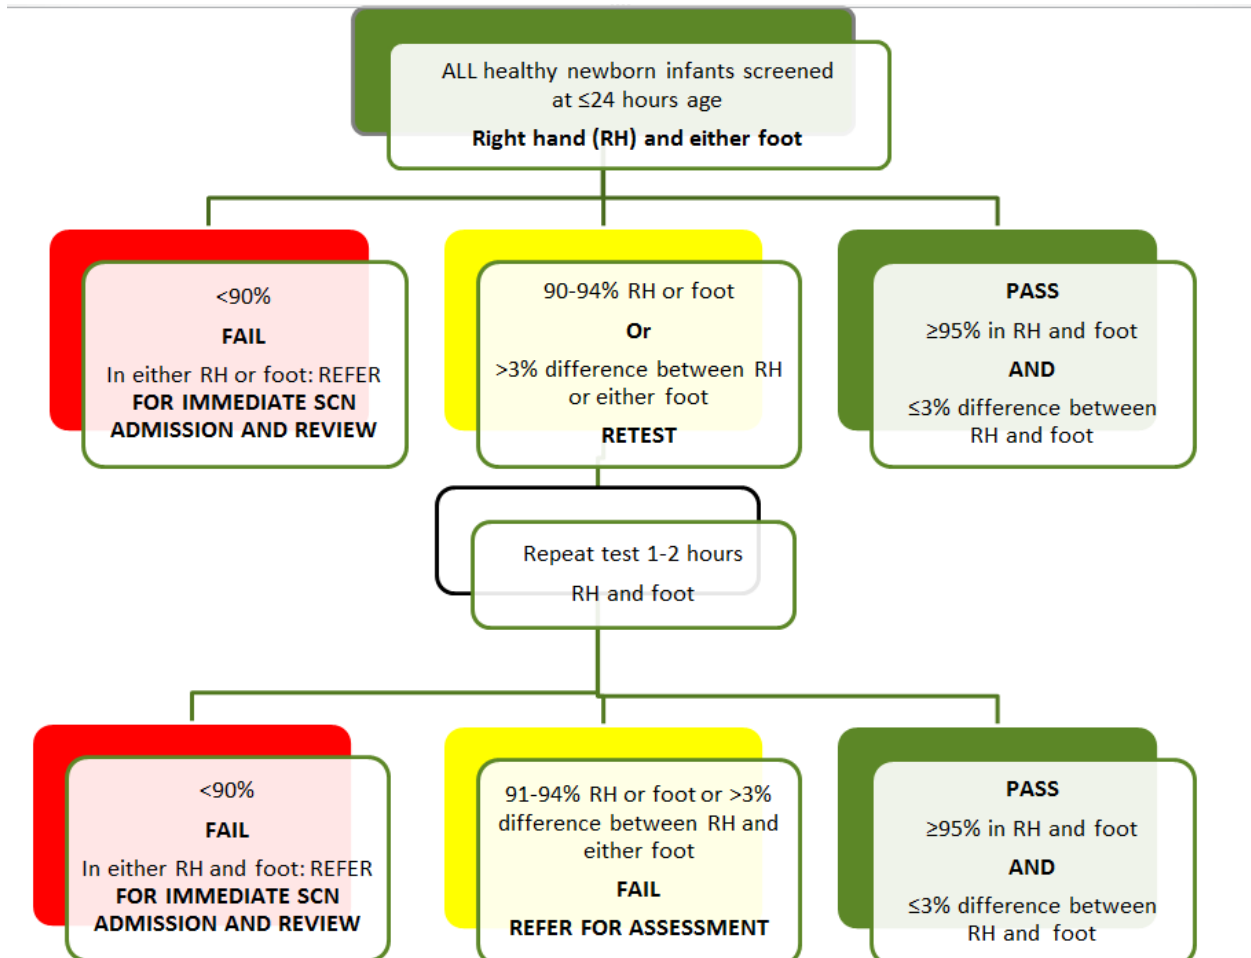 ALL healthy newborn infants screened
at ≤24 hours age
Right hand (RH) and either foot
<90%
FAIL
In either RH or foot: REFER
FOR IMMEDIATE SCN
ADMISSION AND REVIEW
90-94% RH or foot
Or
>3% difference between RH
or either foot
RETEST
PASS
≥95% in RH and foot
AND
≤3% difference between
RH and foot
Repeat test 1-2 hours
RH and foot
<90%
FAIL
In either RH and foot: REFER
FOR IMMEDIATE SCN
ADMISSION AND REVIEW
91-94% RH or foot or >3%
difference between RH and
either foot
FAIL
REFER FOR ASSESSMENT
PASS
≥95% in RH and foot
AND
≤3% difference between
RH and foot